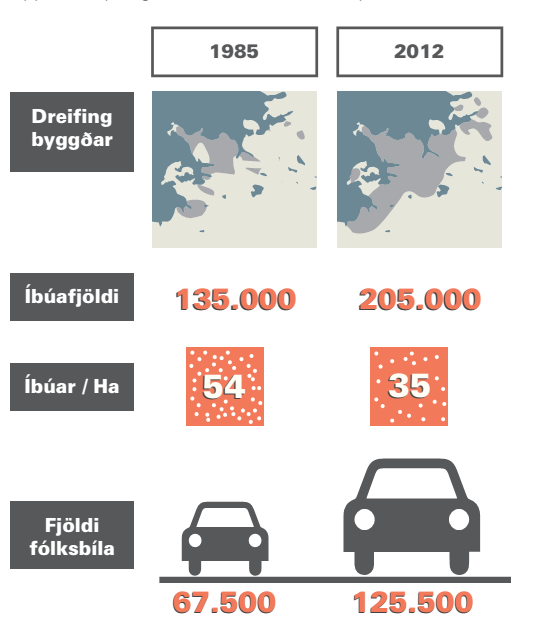 1985
2012
Dreifing
byggðar
Íbúafjöldi
135.000
205.000
Íbúar / Ha
54
35
Fjöldi
fólksbíla
67.500
125.500